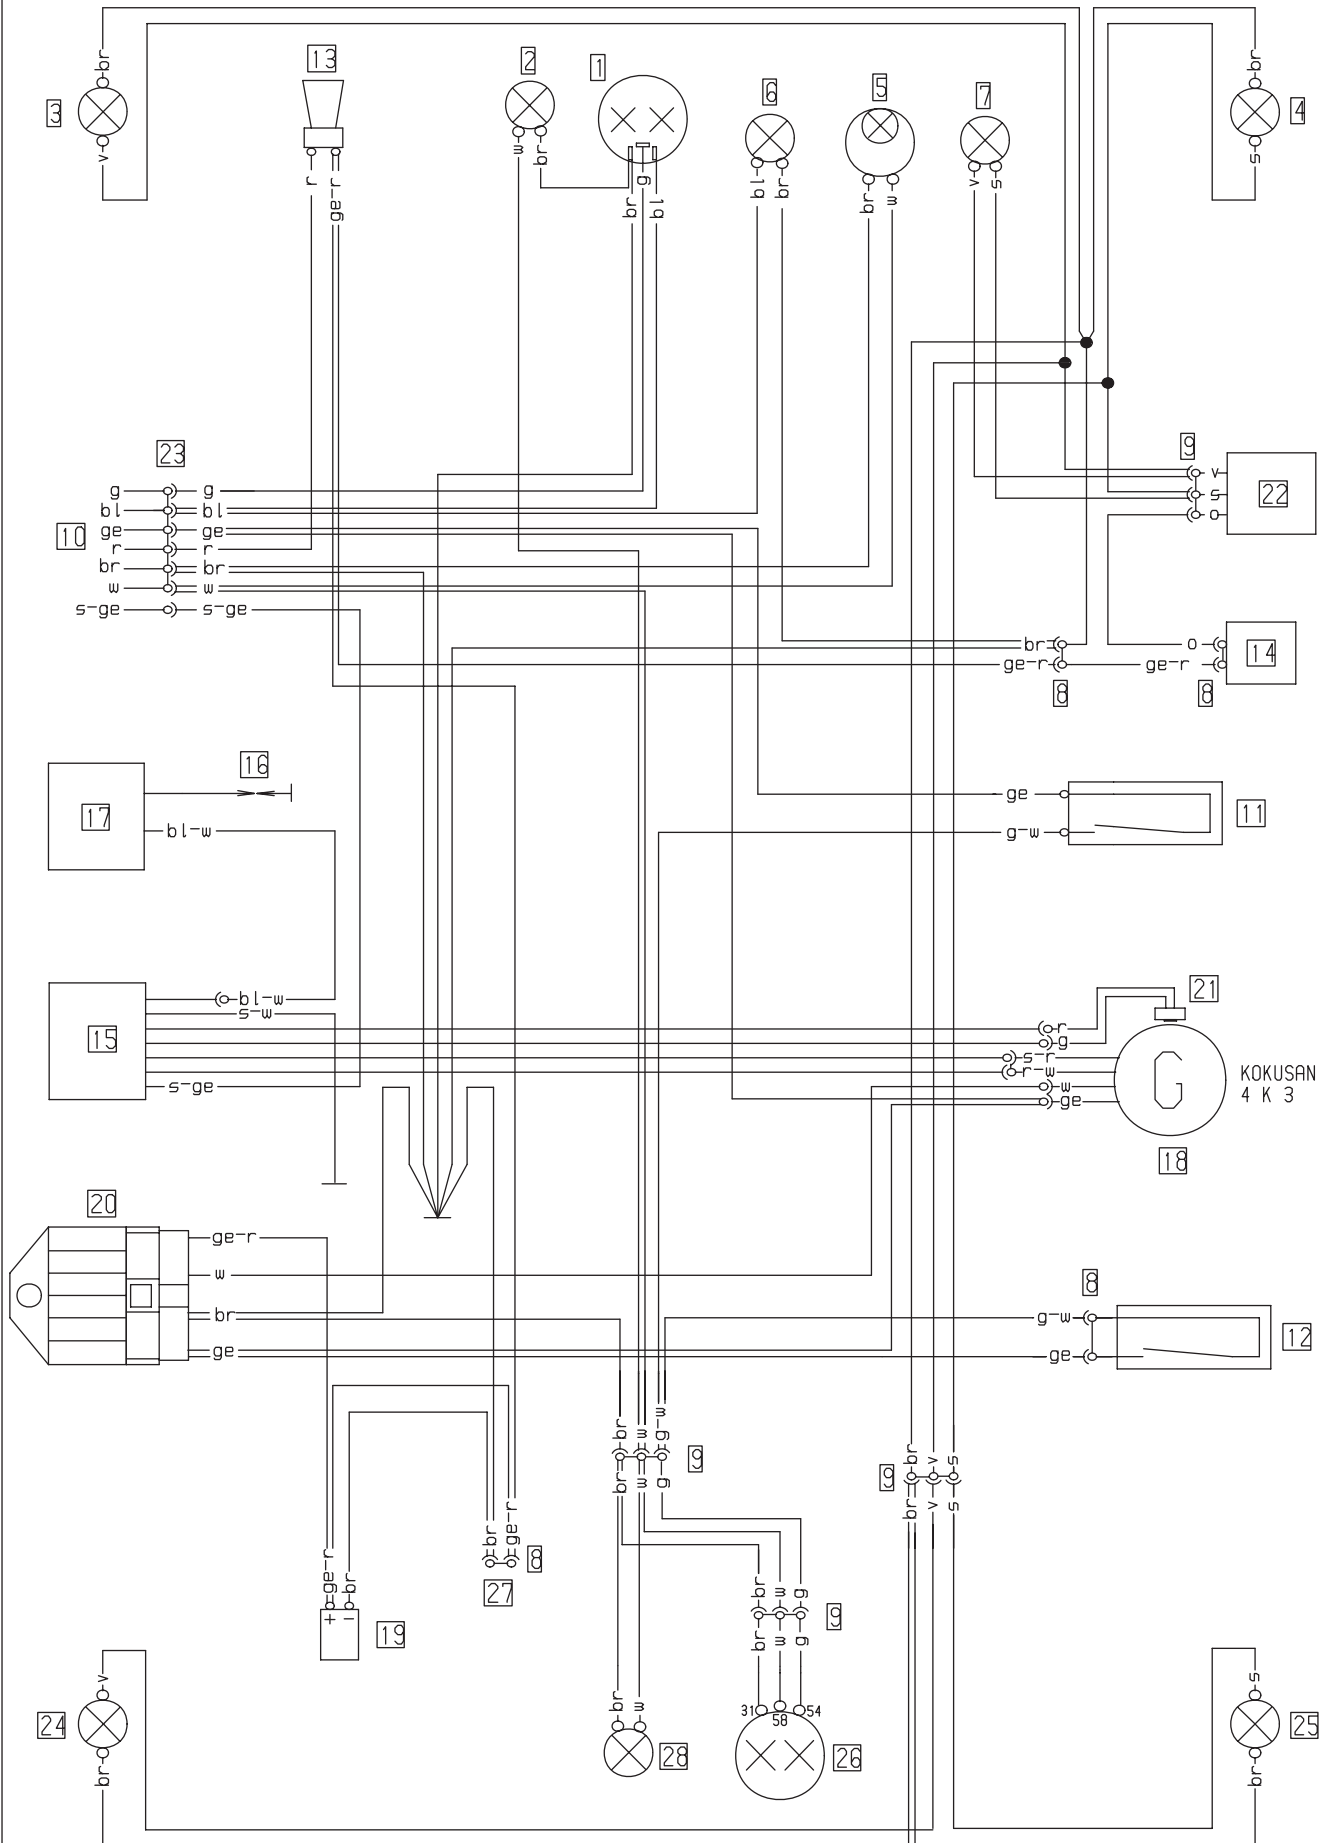 br
br
13
2
1
6
5
7
3
4
v
s
r
ge-r
w
br
br
g
bl
bl
br
br
w
v
s
23
9
g
g
v
bl
bl
s
22
10
ge
ge
o
r
r
br
br
w
w
s-ge
s-ge
br
o
14
ge-r
ge-r
8
8
16
17
ge
11
bl-w
g-w
21
bl-w
s-w
r
15
g
s-r
r-w
KOKUSAN
G
s-ge
w
4 K 3
ge
18
20
ge-r
w
8
br
g-w
12
ge
ge
br
w
g-w
9
br
v
s
9
br
w
g
br
v
s
br
ge-r
8
27
ge-r
br
br
w
g
+
−
19
9
br
w
g
v
s
br
w
31
54
58
24
28
26
25
br
br